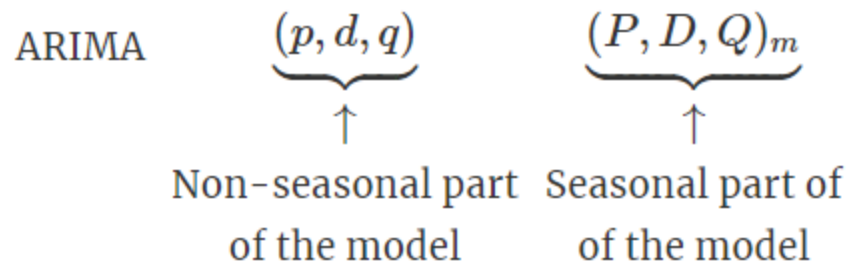 ARIMA (p, d, q) (P, D, Q)m
↑ ↑
Non-seasonal part Seasonal part of
of the model of the model